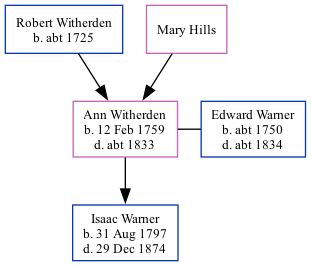 Robert Witherden
b. abt 1725
Mary Hills
Ann Witherden
b. 12 Feb 1759
d. abt 1833
Edward Warner
b. abt 1750
d. abt 1834
Isaac Warner
b. 31 Aug 1797
d. 29 Dec 1874